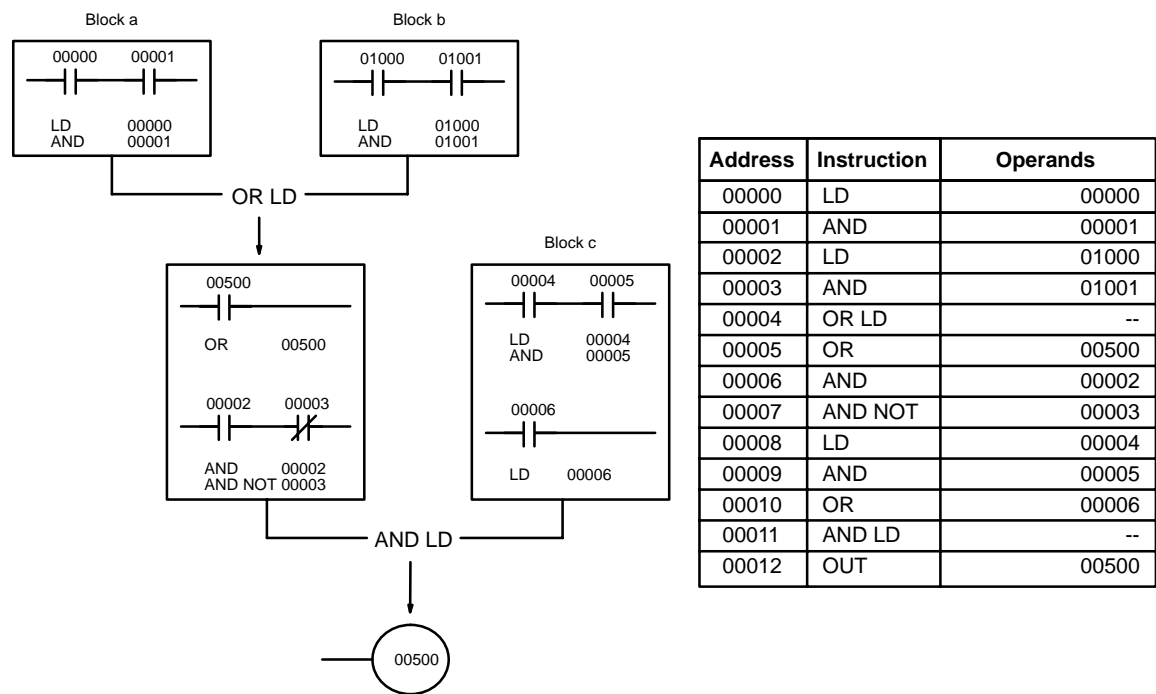 Block a
Block b
00000 00001
LD 00000
AND 00001
01000 01001
LD 01000
AND 01001
OR LD
00500
OR 00500
00002 00003
AND 00002
AND NOT 00003
Block c
00004 00005
LD 00004
AND 00005
00006
LD 00006
AND LD
00500
Address Instruction Operands
00000 LD 00000
00001 AND 00001
00002 LD 01000
00003 AND 01001
00004 OR LD --
00005 OR 00500
00006 AND 00002
00007 AND NOT 00003
00008 LD 00004
00009 AND 00005
00010 OR 00006
00011 AND LD --
00012 OUT 00500